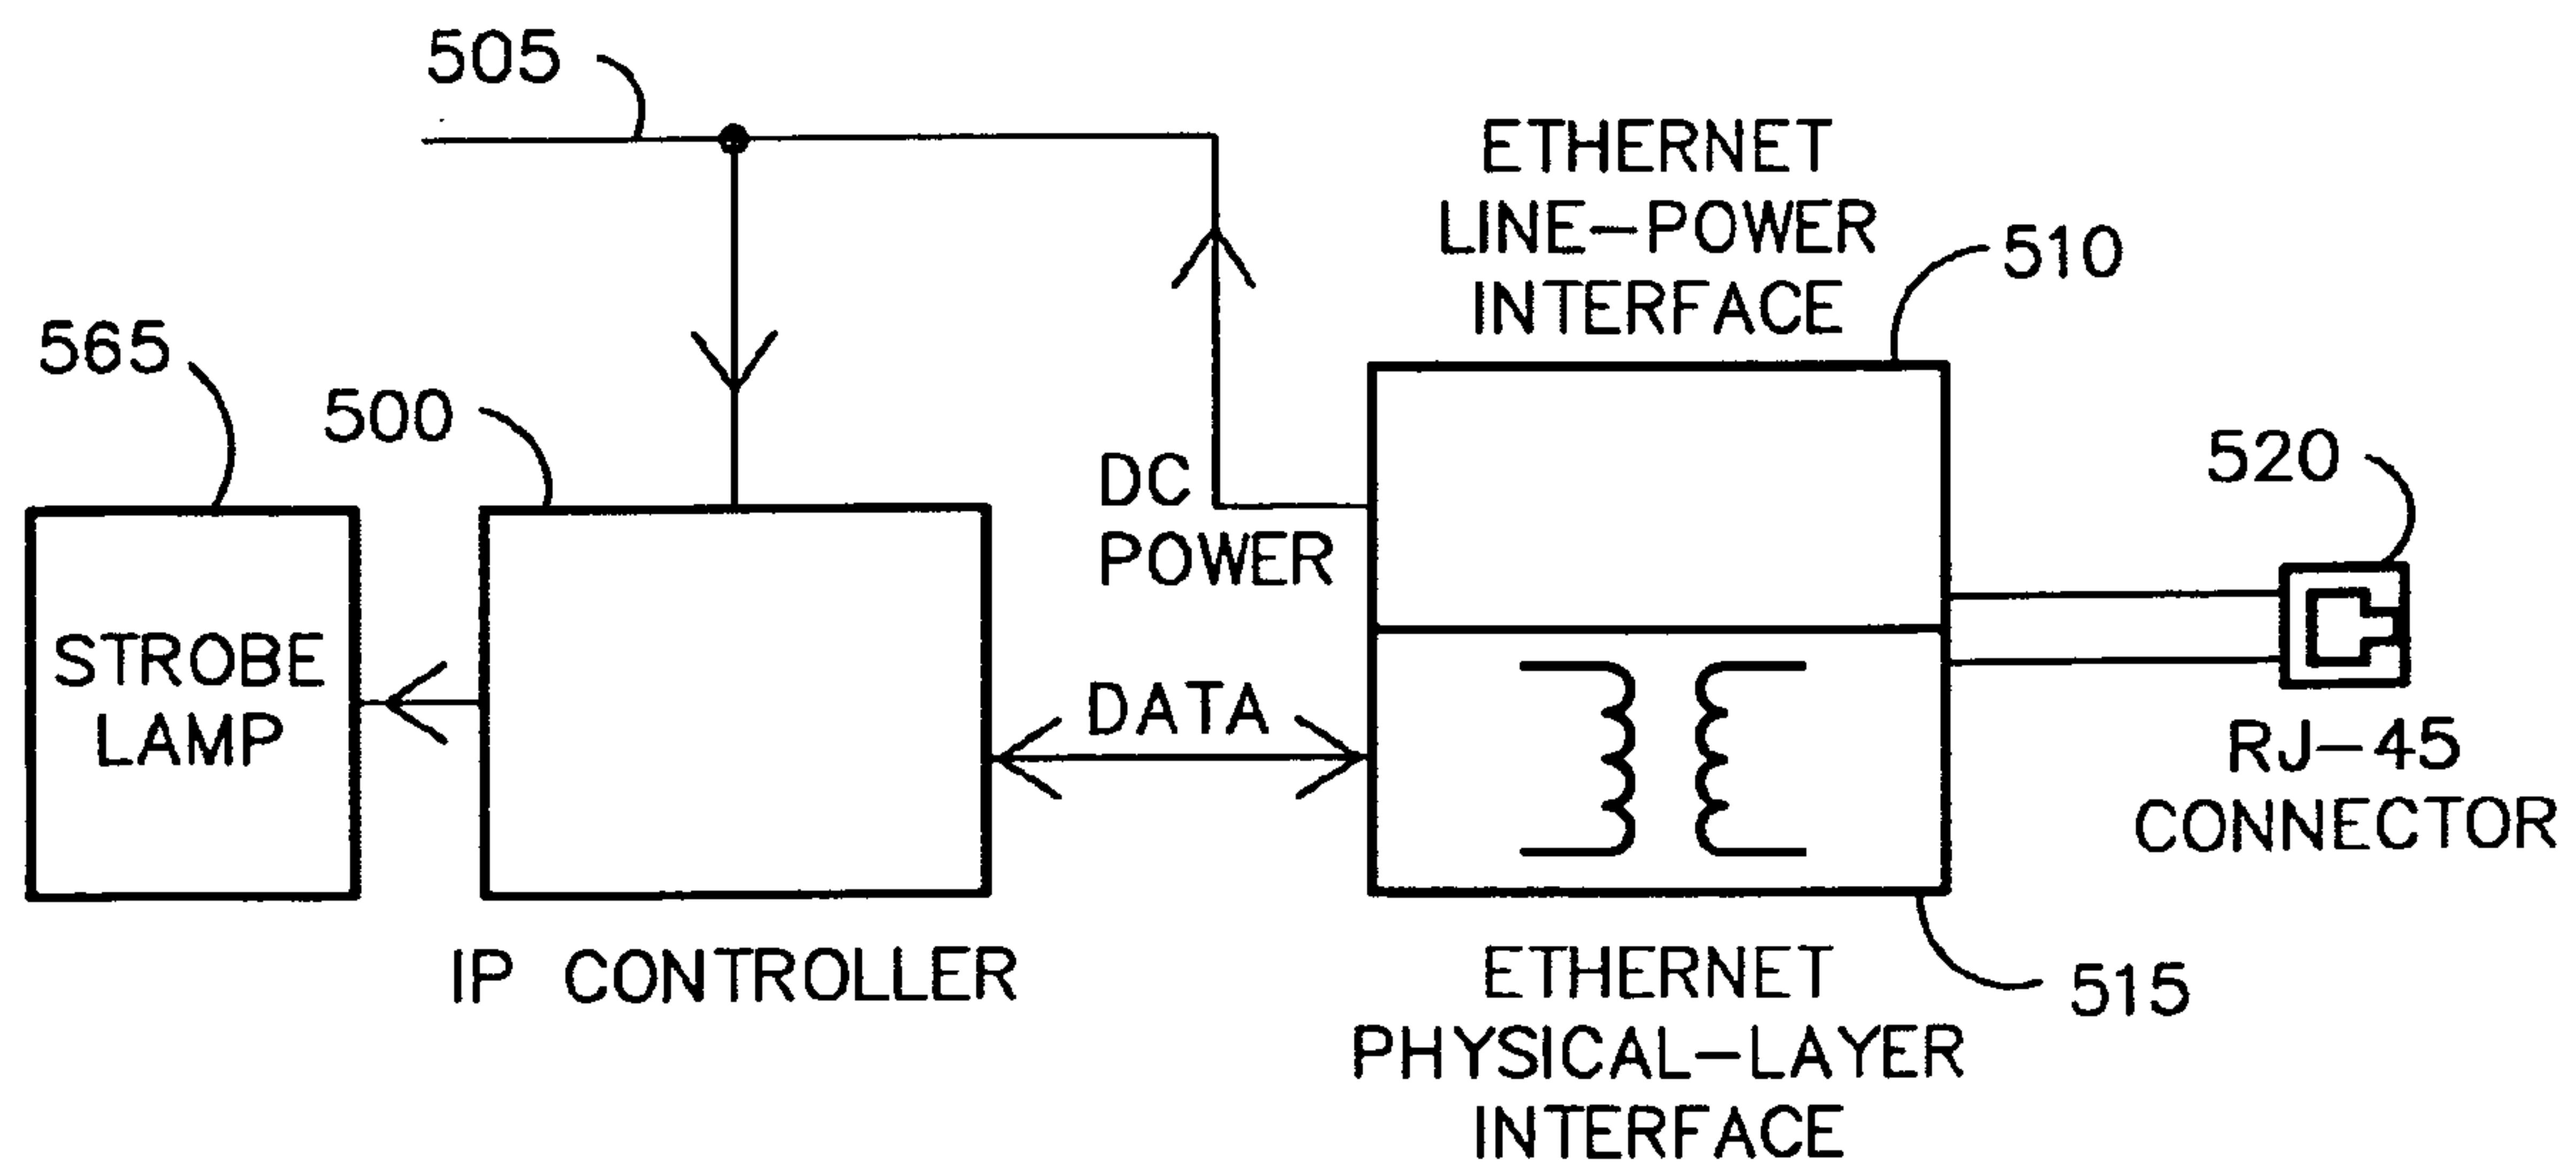 505
ETHERNET
LINE-POWER
INTERFACE
510
565
500
DC
POWER
520
STROBE
LAMP
DATA
RJ-45
CONNECTOR
IP CONTROLLER
ETHERNET
PHYSICAL-LAYER
INTERFACE
515